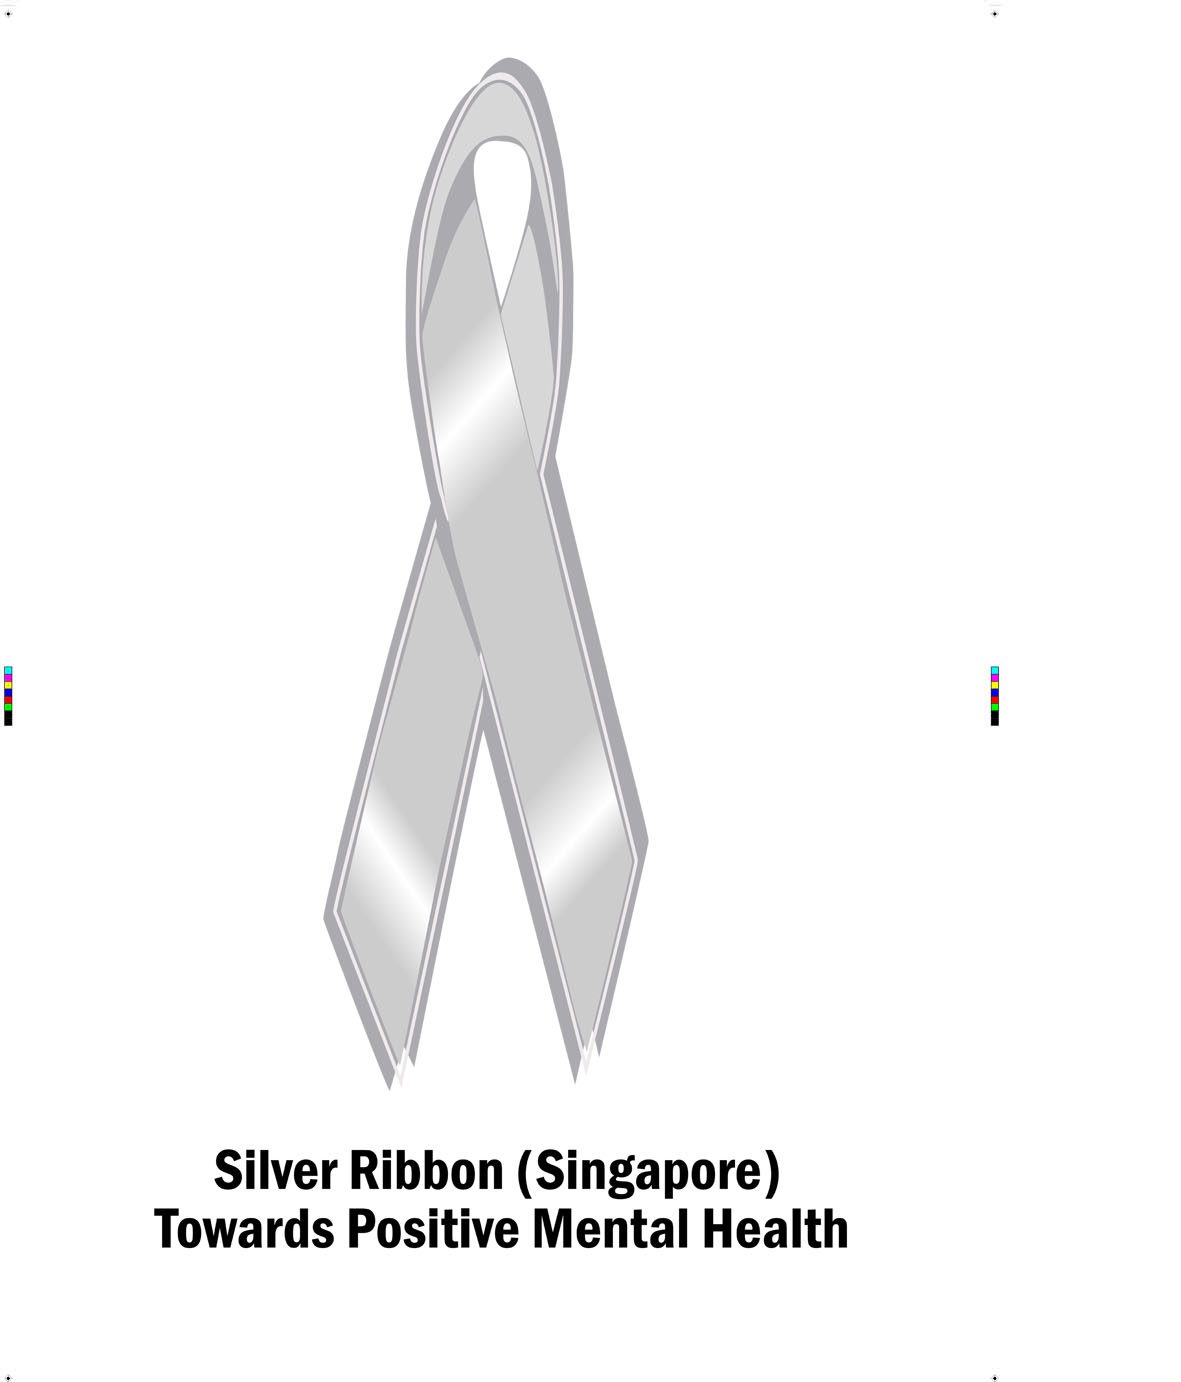 Silver Ribbon (Singapore)
Towards Positive Mental Health